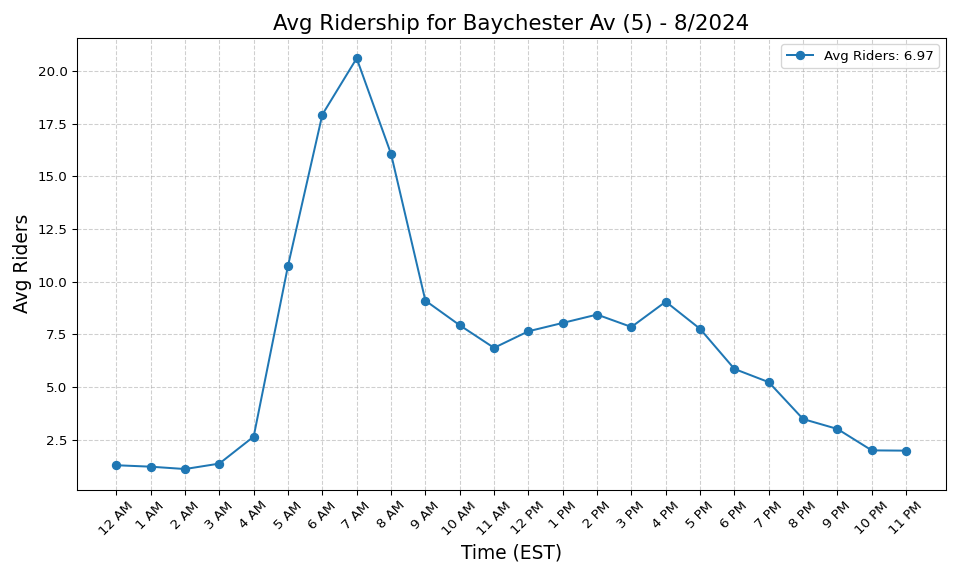 Avg Ridership for Baychester Av (5) - 8/2024
Avg Riders: 6.97
Avg Riders
20.0
17.5
15.0
12.5
10.0
7.5
5.0
2.5
12 AM 1 AM 2 AM 3 AM 4 AM 5 AM 6 AM 7 AM 8 AM 9 AM 10 AM 11 AM 12 PM 1 PM 2 PM 3 PM 4 PM 5 PM 6 PM 7 PM 8 PM 9 PM 10 PM 11 PM
Time (EST)